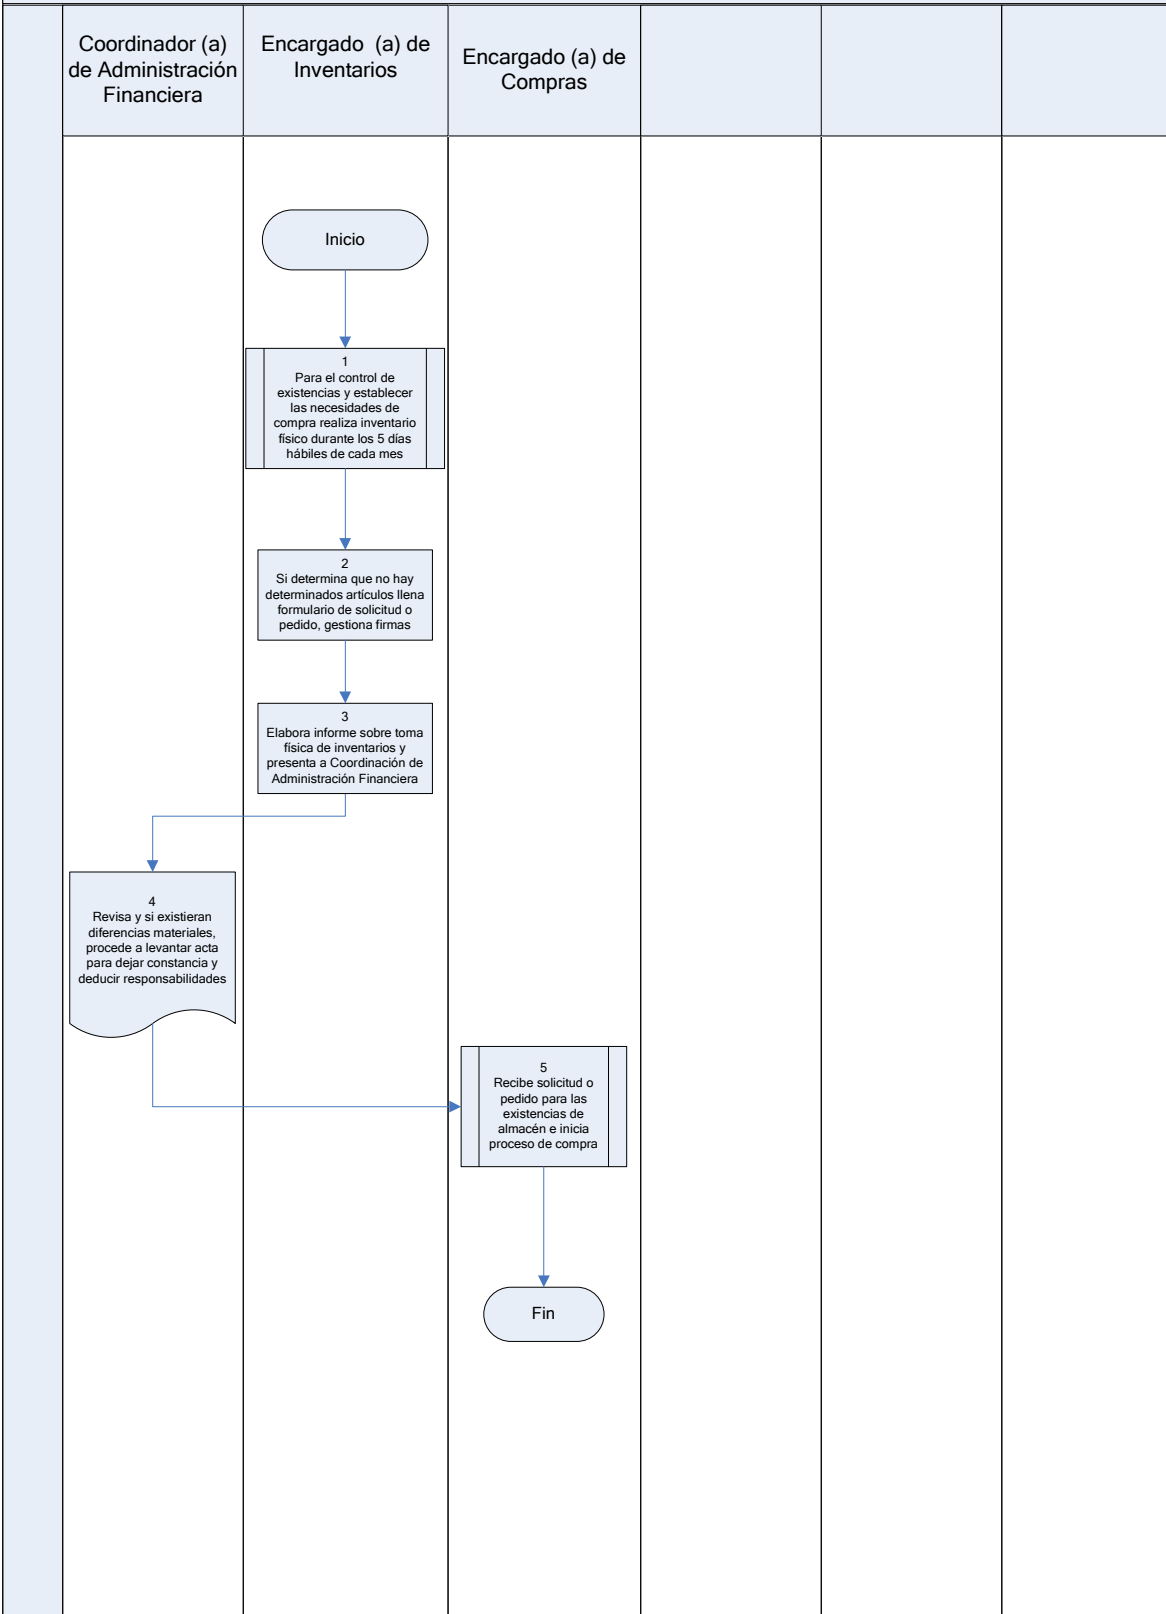 Coordinador (a)
de Administración
Financiera
Encargado (a) de
Inventarios
Encargado (a) de
Compras
Inicio
1
Para el control de
existencias y establecer
las necesidades de
compra realiza inventario
físico durante los 5 días
hábiles de cada mes
2
Si determina que no hay
determinados artículos llena
formulario de solicitud o
pedido, gestiona firmas
3
Elabora informe sobre toma
física de inventarios y
presenta a Coordinación de
Administración Financiera
4
Revisa y si existieran
diferencias materiales,
procede a levantar acta
para dejar constancia y
deducir responsabilidades
5
Recibe solicitud o
pedido para las
existencias de
almacén e inicia
proceso de compra
Fin